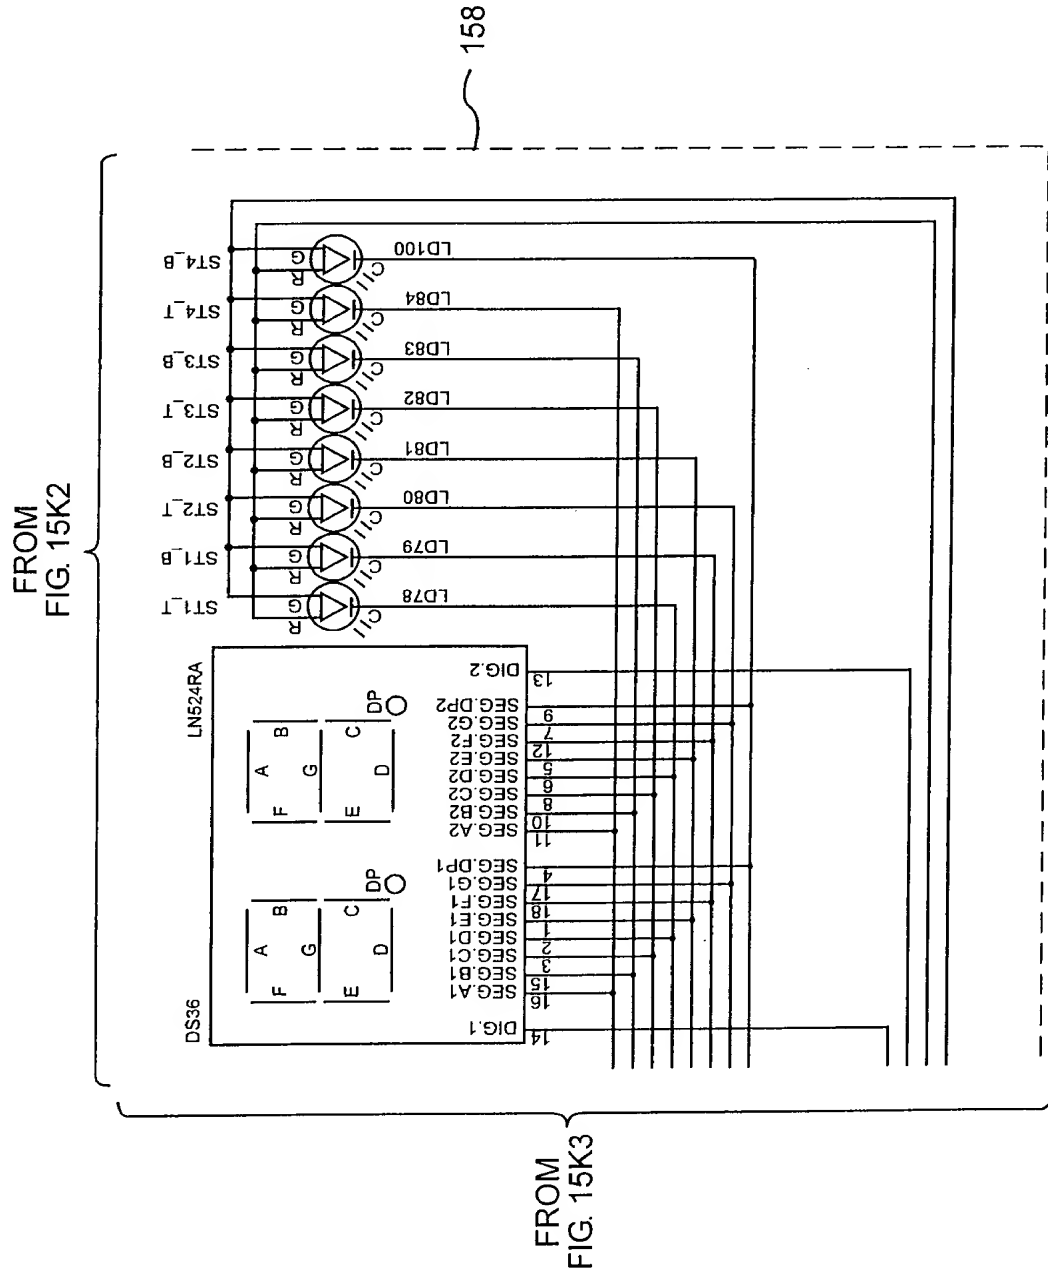 FROM
FIG. 15K2
158
ST1_T
ST1_B
ST2_T
ST2_B
ST3_T
ST3_B
ST4_T
ST4_B
R G
R G
R G
R G
R G
R G
R G
R G
C
C
C
C
C
C
C
C
LD78
LD79
LD80
LD81
LD82
LD83
LD84
LD100
DS36
LN524RA
A
F B
G
E C
D
DP
A
F B
G
E C
D
DP
DIG.1
SEG.A1
SEG.B1
SEG.C1
SEG.D1
SEG.E1
SEG.F1
SEG.G1
SEG.DP1
SEG.A2
SEG.B2
SEG.C2
SEG.D2
SEG.E2
SEG.F2
SEG.G2
SEG.DP2
DIG.2
14
16
15
3
2
1
18
17
4
11
10
8
6
5
12
7
9
13
FROM
FIG. 15K3